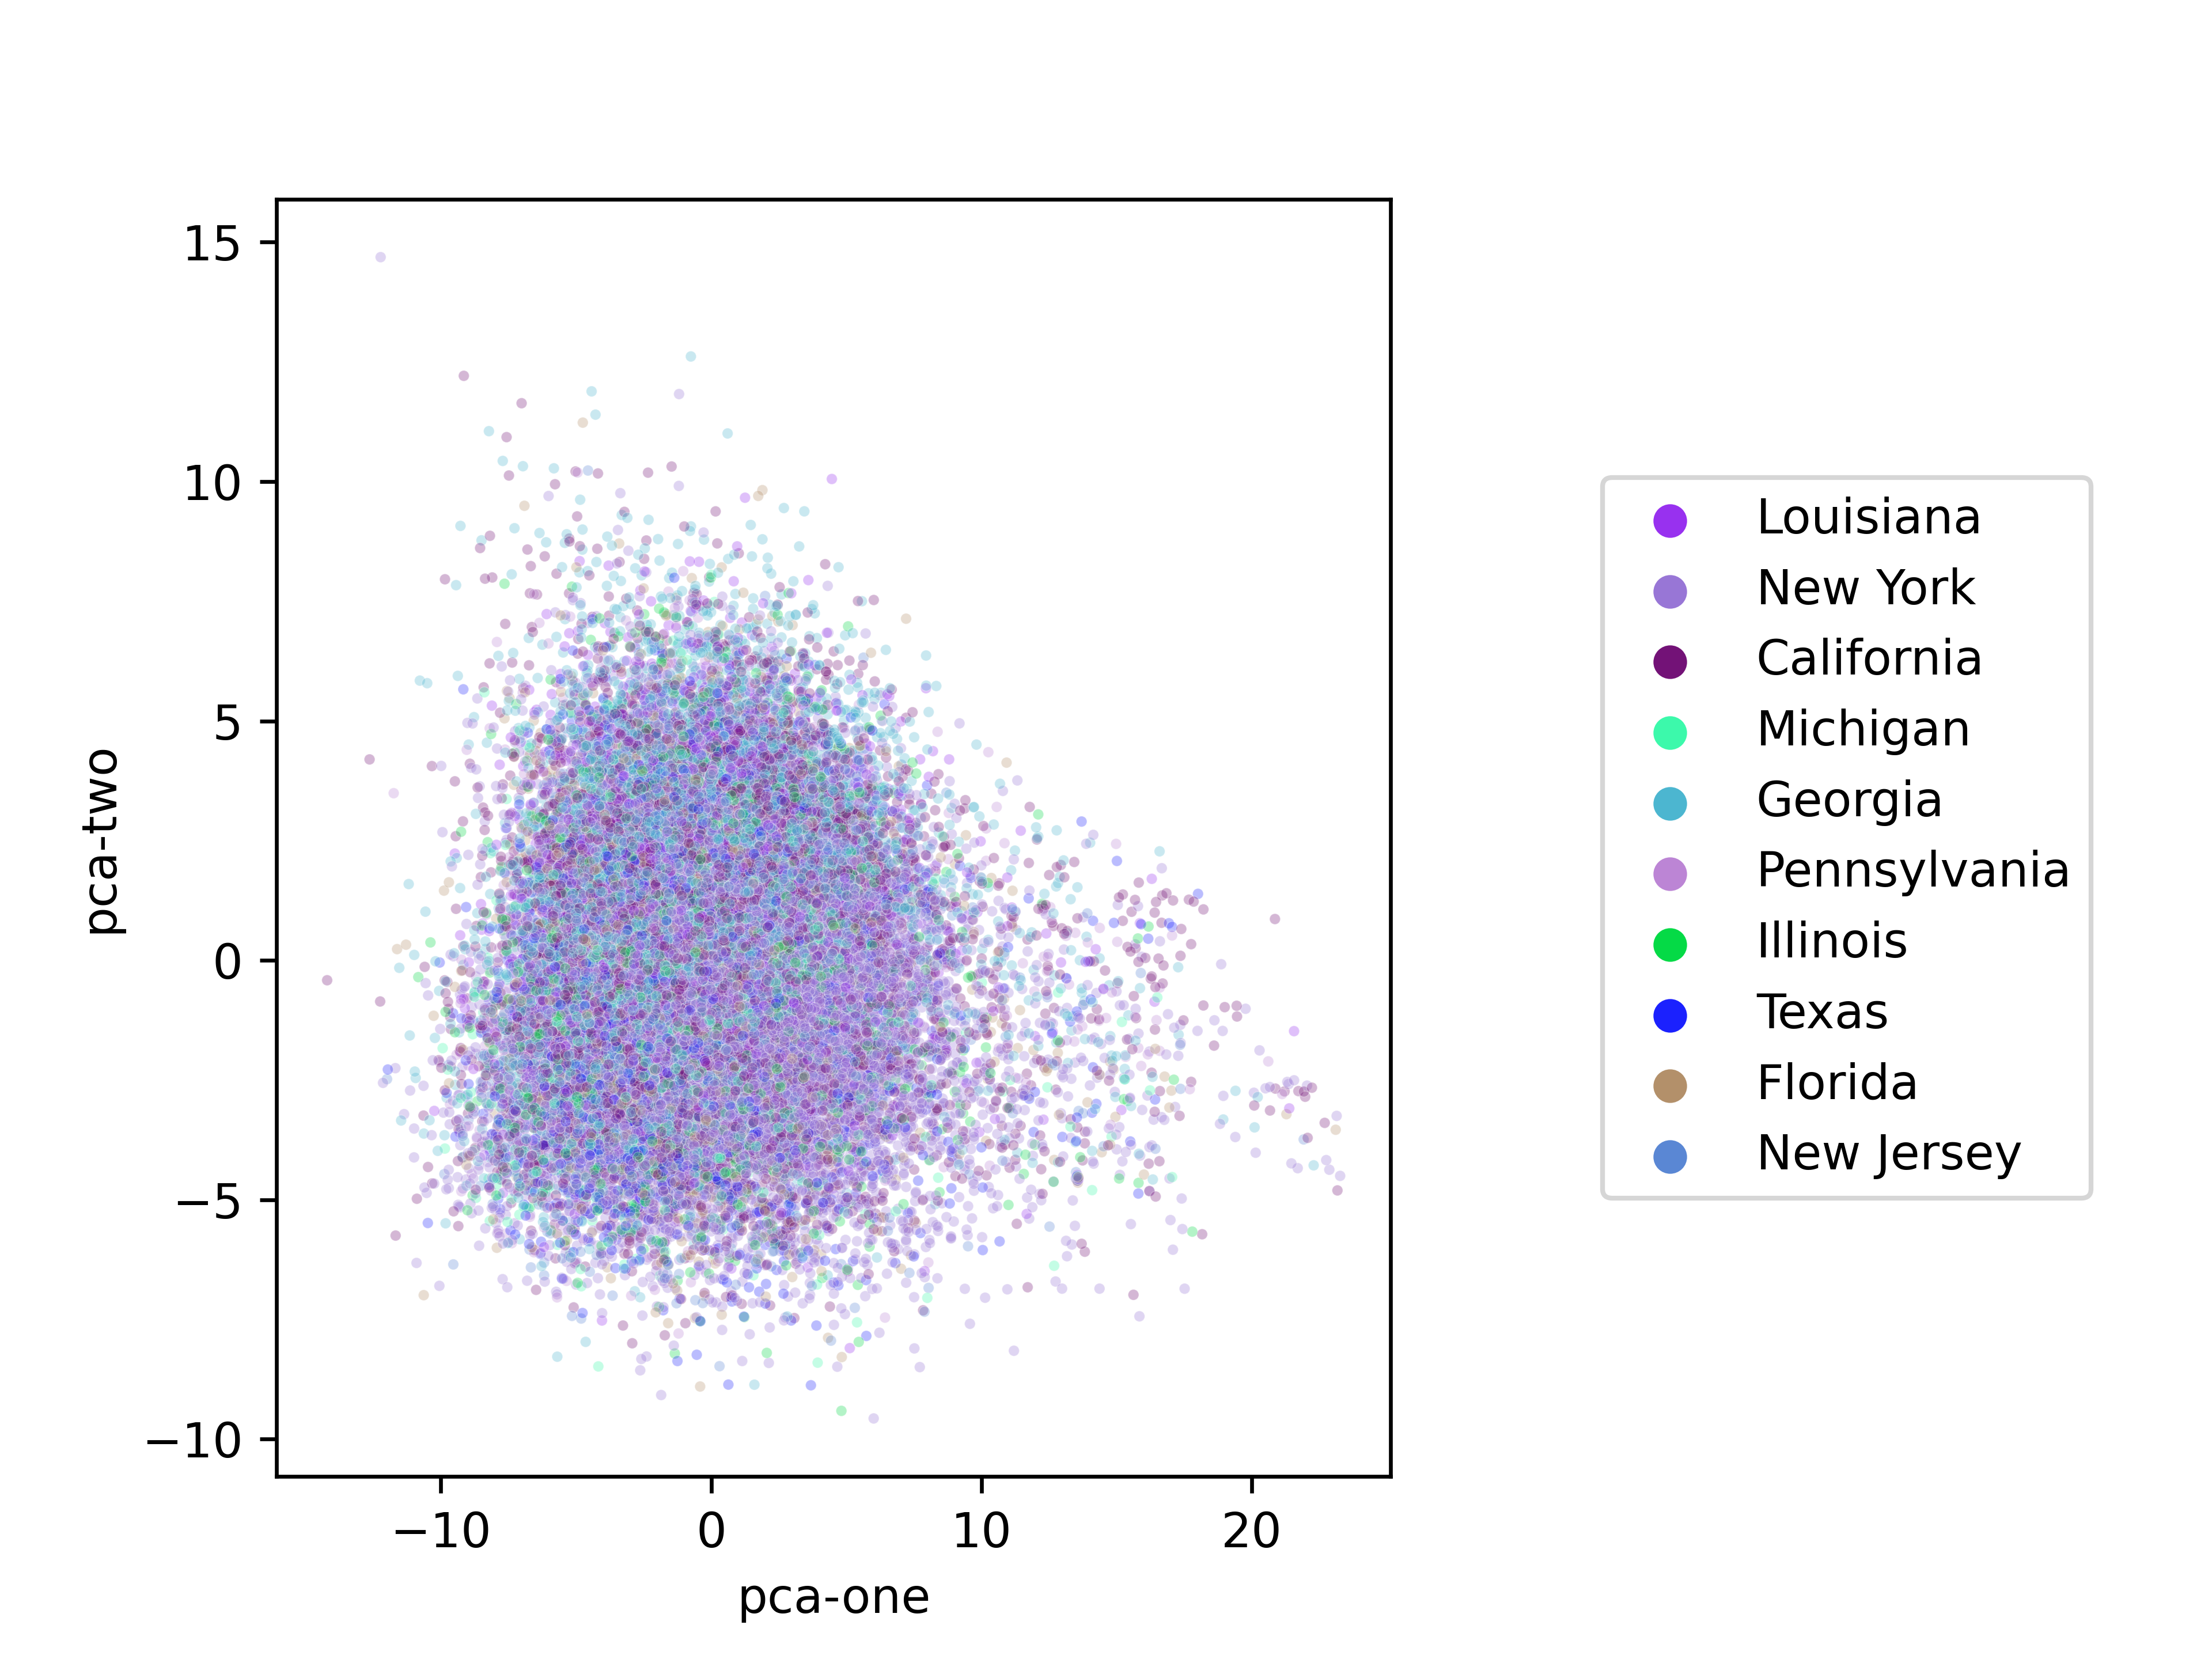 15
10
5
0
−5
−10
pca-two
−10 0 10 20
pca-one
Louisiana
New York
California
Michigan
Georgia
Pennsylvania
Illinois
Texas
Florida
New Jersey